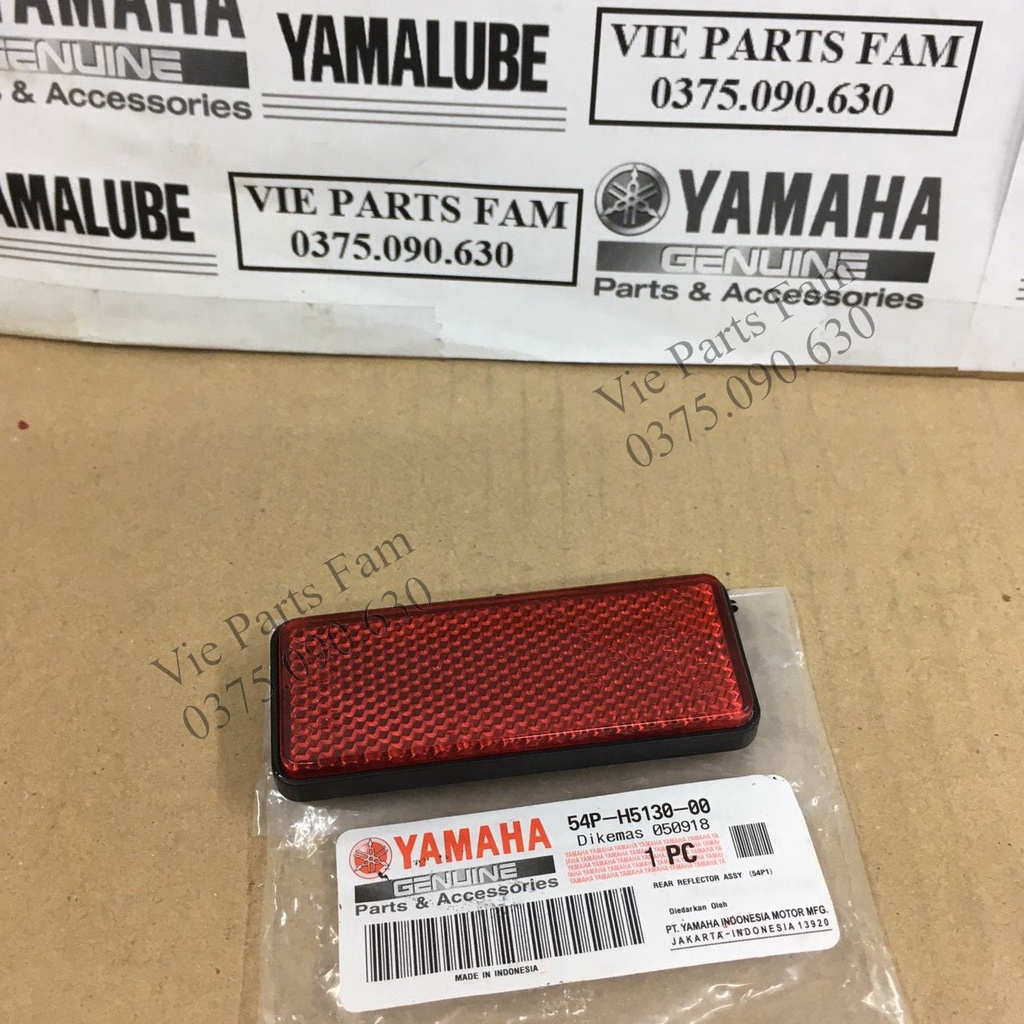 YAMAHA
GENUINE
& Accessories
YAMALUBE
VIE PARTS FAM
0375.090.630
YAMALUBE
VIE PARTS FAM
0375.090.630
YAMAHA
GENUINE
Parts & Accessories
Vie Parts Fam
0375.090.630
Vie Parts Fam
0375.090.630
YAMAHA
GENUINE
Parts & Accessories
54P-H5130-00
Dikemas 050918
1 PC
REAR REFLECTOR ASSY (54P1)
Diedarkan Oleh
PT. YAMAHA INDONESIA MOTOR MFG.
JAKARTA-INDONESIA 13920
MADE IN INDONESIA